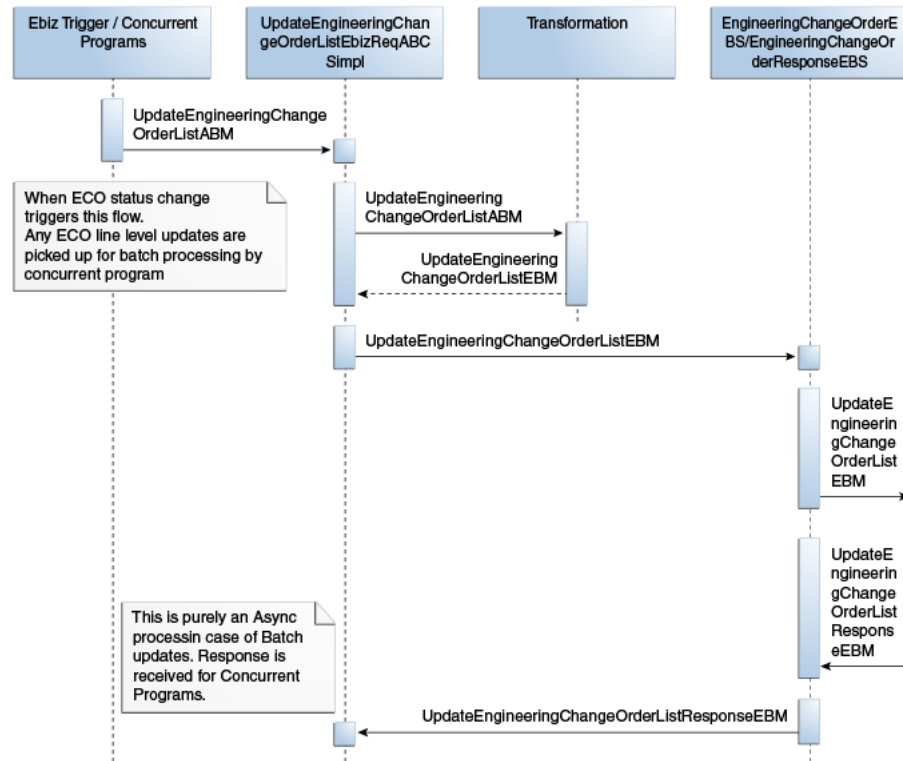 Ebiz Trigger / Concurrent
Programs
UpdateEngineeringChan
geOrderListEbizReqABC
Simpl
Transformation
EngineeringChangeOrderE
BS/EngineeringChangeOr
derResponseEBS
UpdateEngineeringChange
OrderListABM
When ECO status change
triggers this flow.
Any ECO line level updates are
picked up for batch processing by
concurrent program
UpdateEngineering
ChangeOrderListABM
UpdateEngineering
ChangeOrderListEBM
UpdateEngineeringChangeOrderListEBM
UpdateE
ngineerin
gChange
OrderList
EBM
UpdateE
ngineerin
gChange
OrderList
Respons
eEBM
This is purely an Async
processin case of Batch
updates. Response is
received for Concurrent
Programs.
UpdateEngineeringChangeOrderListResponseEBM